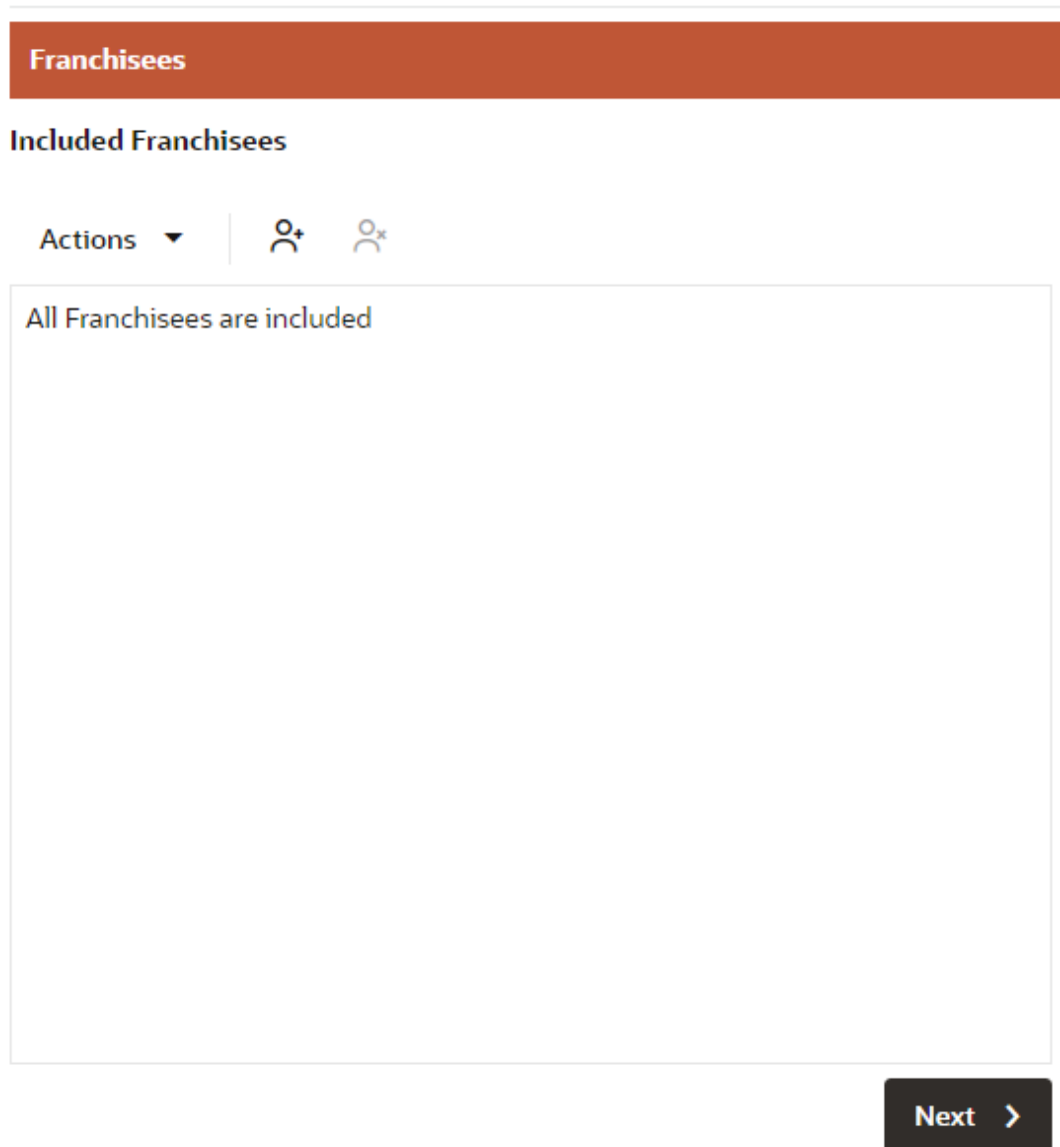 Franchisees
Included Franchisees
Actions
All Franchisees are included
Next